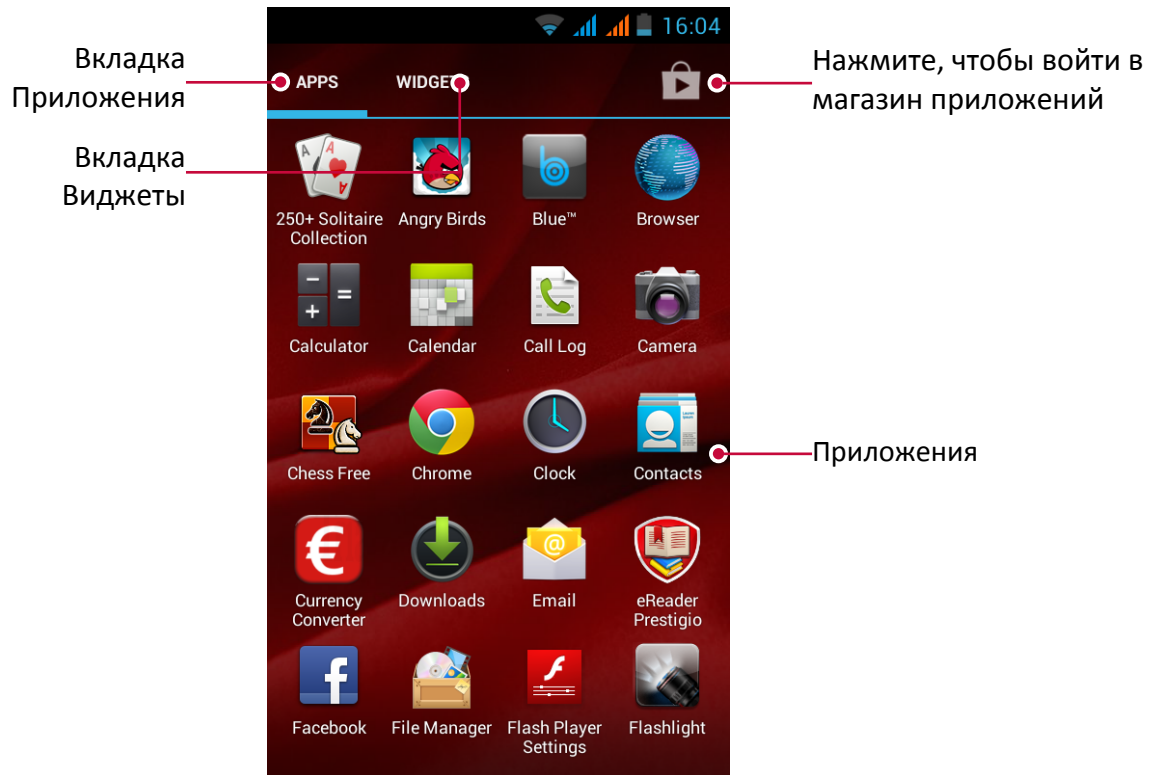 16:04
Вкладка
Приложения
APPS
WIDGETS
Нажмите, чтобы войти в
магазин приложений
Вкладка
Виджеты
250+ Solitaire
Collection
Angry Birds
Blue™
Browser
Calculator
Calendar
Call Log
Camera
Chess Free
Chrome
Clock
Contacts
Приложения
Currency
Converter
Downloads
Email
eReader
Prestigio
Facebook
File Manager
Flash Player
Settings
Flashlight